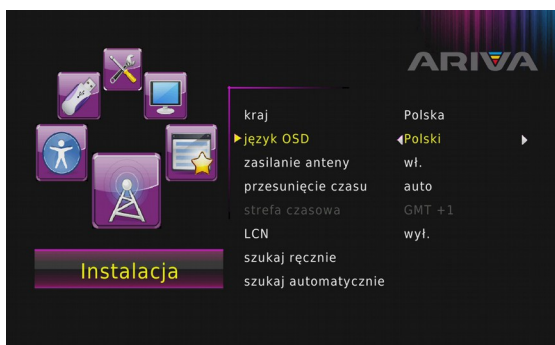 ARIVA
kraj Polska
język OSD Polski
zasilanie anteny wł.
przesunięcie czasu auto
strefa czasowa GMT +1
LCN wył.
szukaj ręcznie
szukaj automatycznie
Instalacja